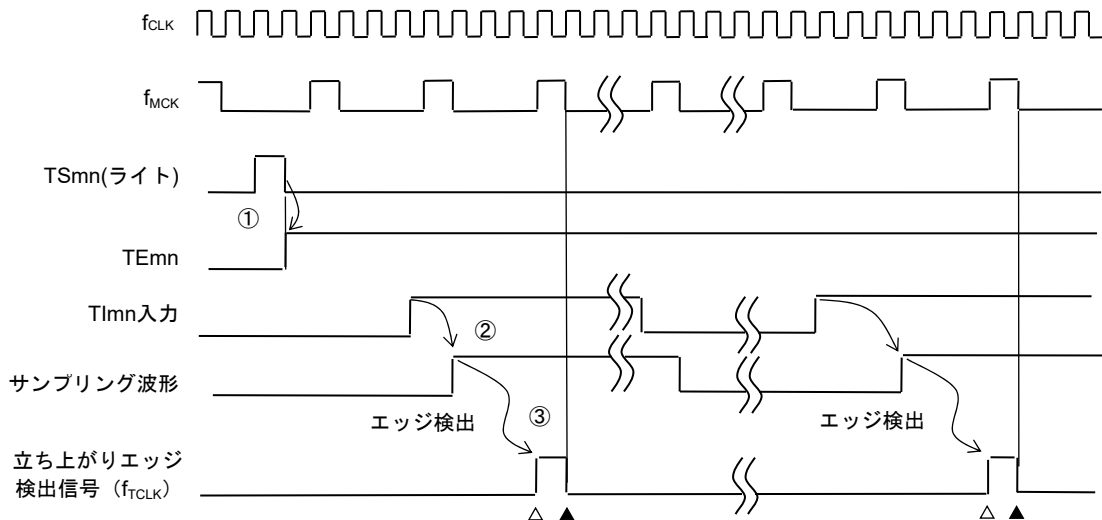 fCLK
fMCK
TSmn(ライト)
①
TEmn
TImn入力
②
サンプリング波形
エッジ検出
③
エッジ検出
立ち上がりエッジ
検出信号（fTCLK）
△ ▲ △ ▲